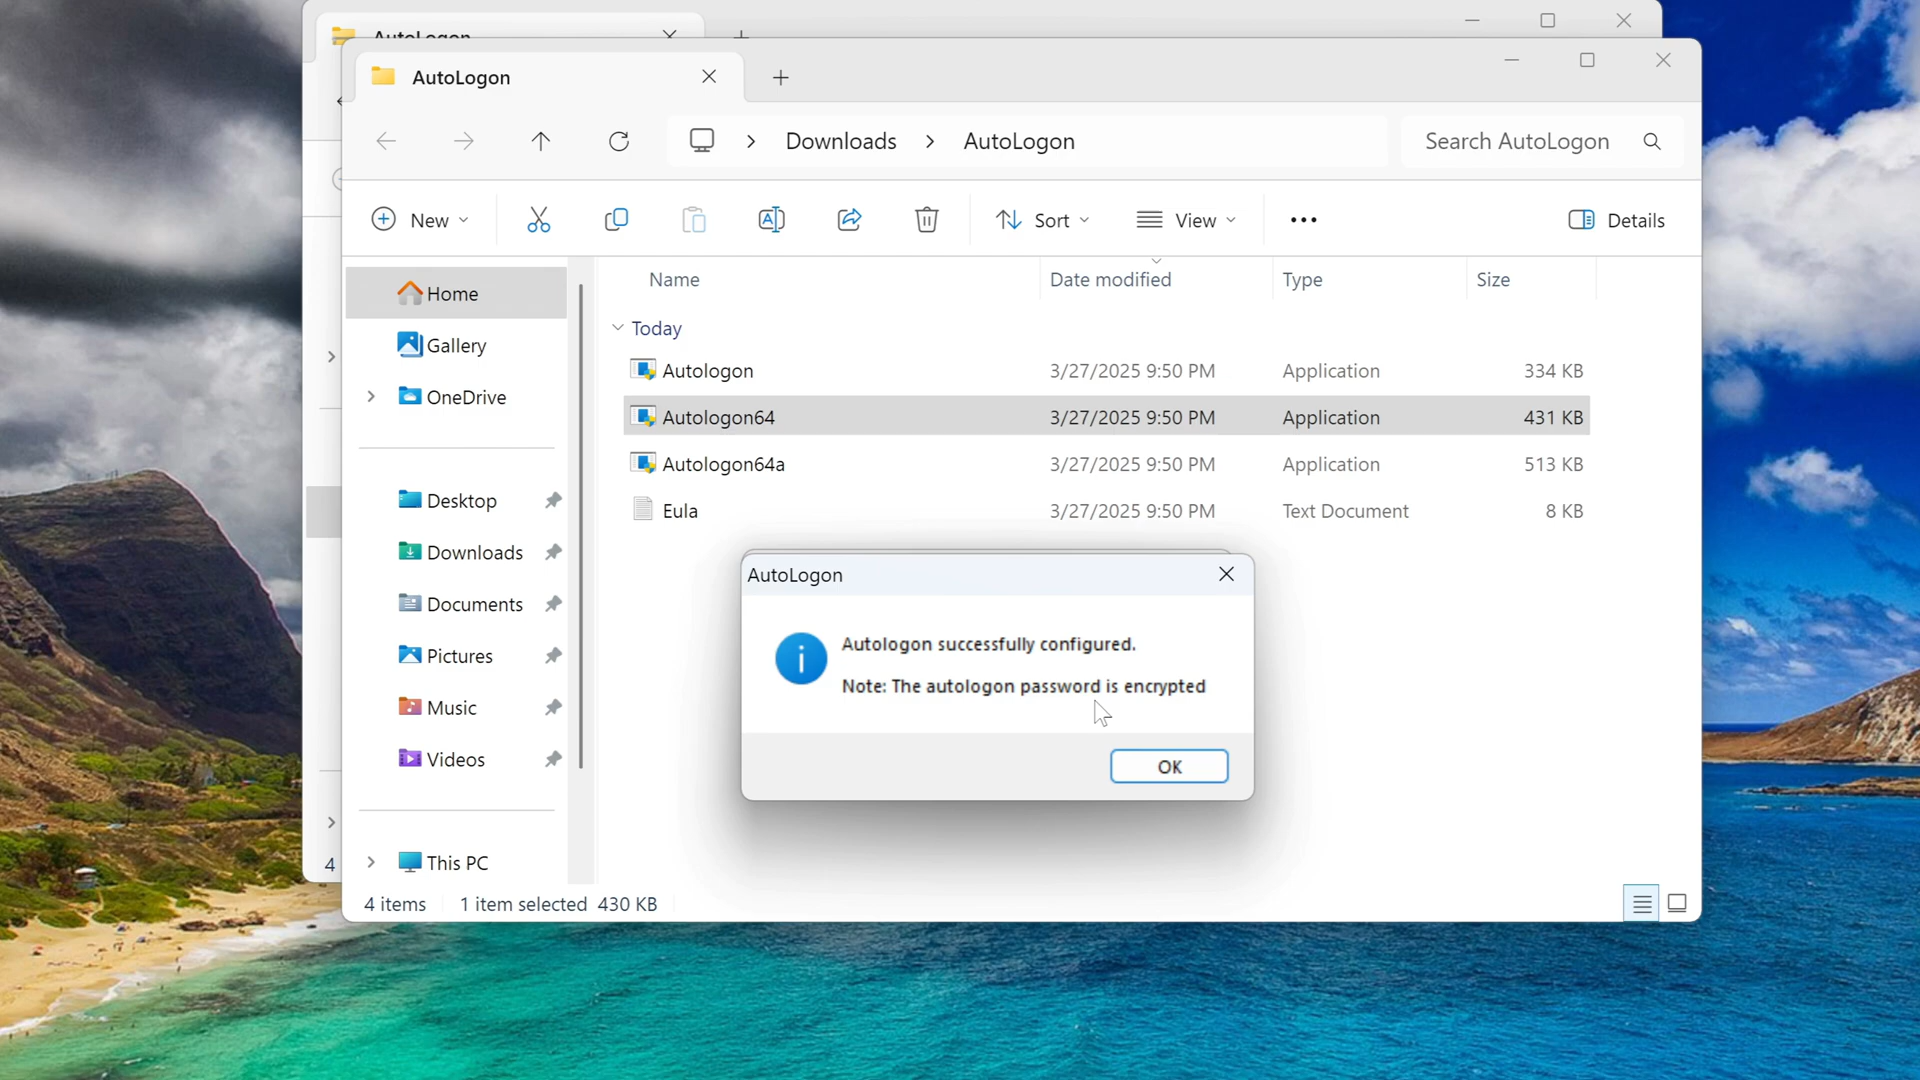 AutoLogon
AutoLogon
Downloads
AutoLogon
Search AutoLogon
New
Sort
View
Details
Home
Gallery
OneDrive
Desktop
Downloads
Documents
Pictures
Music
Videos
This PC
Name Date modified Type Size
Today
Autologon 3/27/2025 9:50 PM Application 334 KB
Autologon64 3/27/2025 9:50 PM Application 431 KB
Autologon64a 3/27/2025 9:50 PM Application 513 KB
Eula 3/27/2025 9:50 PM Text Document 8 KB
AutoLogon
Autologon successfully configured.
Note: The autologon password is encrypted
OK
4
4 items 1 item selected 430 KB